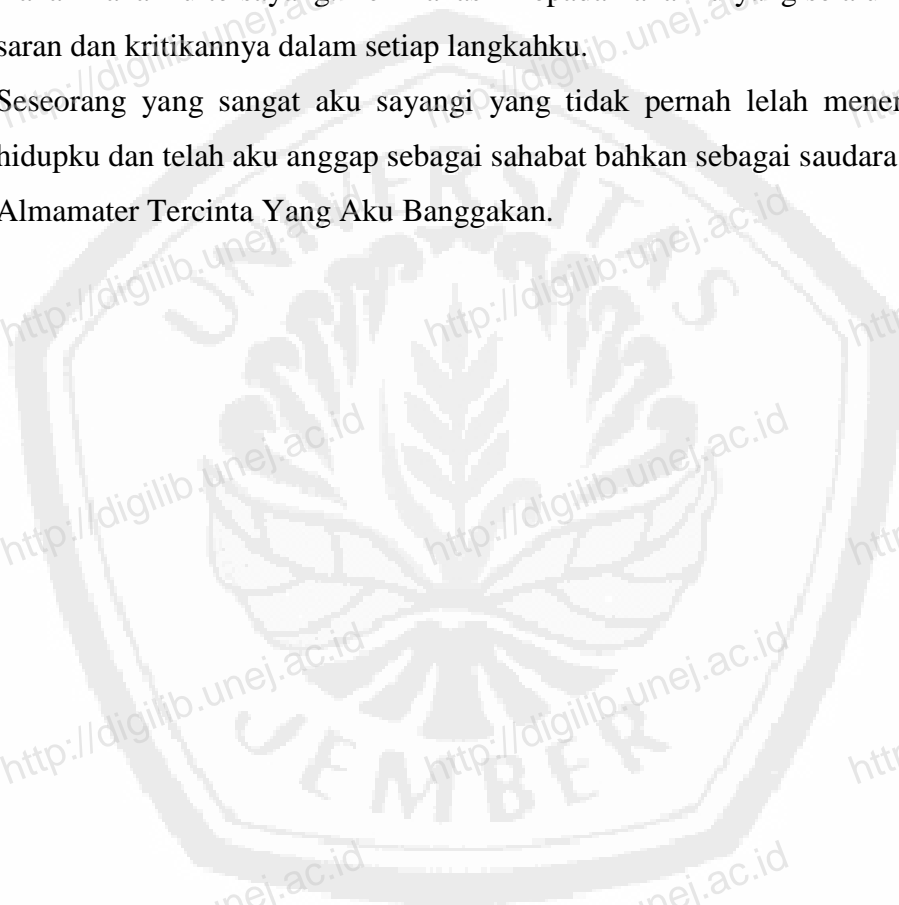 saran dan kritikannya dalam setiap langkahku.
Seseorang yang sangat aku sayangi yang tidak pernah lelah
hidupku dan telah aku anggap sebagai sahabat bahkan sebagai saudara
Almamater Tercinta Yang Aku Banggakan.
UNIVERSITAS
http://digilib.unej.ac.id http://digilib.unej.ac.id
http://digilib.unej.ac.id http://digilib.unej.ac.id
http://digilib.unej.ac.id http://digilib.unej.ac.id
JEMBER